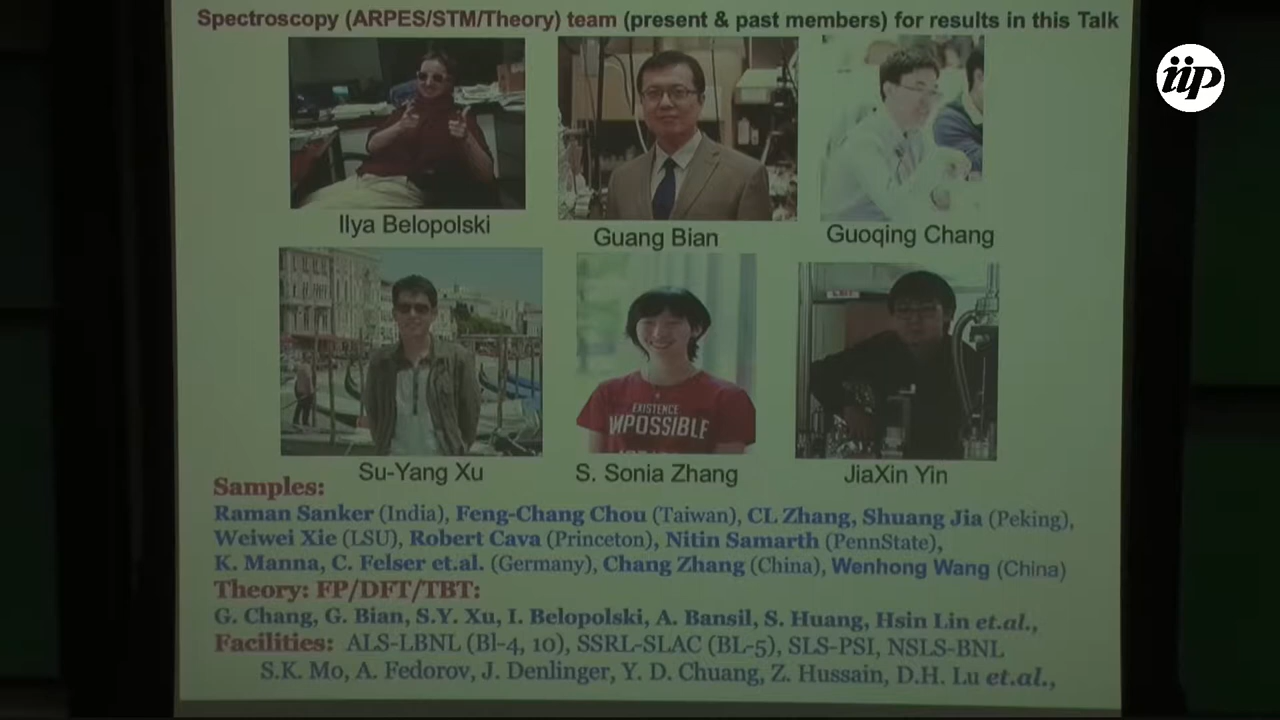 Spectroscopy (ARPES/STM/Theory) team (present & past members) for results in this Talk
iip
Ilya Belopolski
Guang Bian
Guoqing Chang
EXISTENCE
IMPOSSIBLE
Su-Yang Xu
S. Sonia Zhang
JiaXin Yin
Samples:
Raman Sanker (India), Feng-Chang Chou (Taiwan), CL Zhang, Shuang Jia (Peking),
Weiwei Xie (LSU), Robert Cava (Princeton), Nitin Samarth (PennState),
K. Manna, C. Felser et.al. (Germany), Chang Zhang (China), Wenhong Wang (China)
Theory: FP/DFT/TBT:
G. Chang, G. Bian, S.Y. Xu, I. Belopolski, A. Bansil, S. Huang, Hsin Lin et.al.,
Facilities: ALS-LBNL (Bl-4, 10), SSRL-SLAC (BL-5), SLS-PSI, NSLS-BNL
S.K. Mo, A. Fedorov, J. Denlinger, Y. D. Chuang, Z. Hussain, D.H. Lu et.al.,